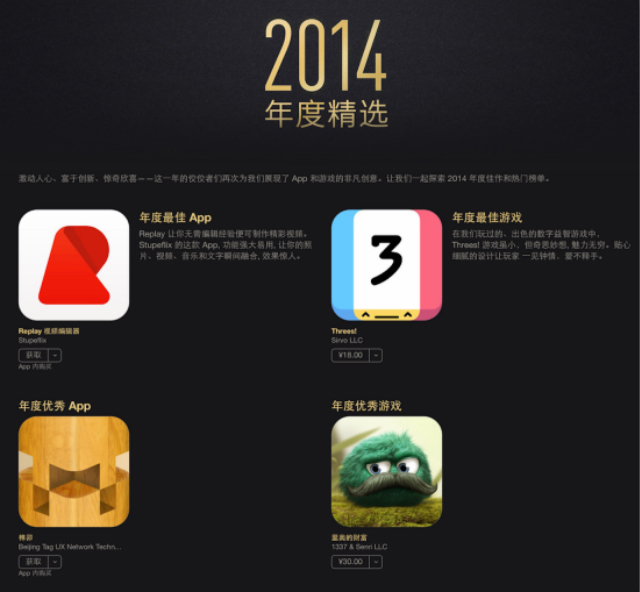 2014
年度精选
激动人心、富于创新、惊奇欣喜——这一年的佼佼者们再次为我们展现了 App 和游戏的非凡创意。让我们一起探索 2014 年度佳作和热门榜单。
年度最佳 App
Replay 让你无需编辑经验便可制作精彩视频。
Stupeflix 的这款 App, 功能强大易用, 让你的照
片、视频、音乐和文字瞬间融合, 效果惊人。
Replay 视频编辑器
Stupeflix
获取
App 内购买
年度最佳游戏
在我们玩过的、出色的数字益智游戏中,
Threes! 游戏虽小, 但奇思妙想, 魅力无穷。贴心
细腻的设计让玩家 一见钟情、爱不释手。
3
Threes!
Sirvo LLC
¥18.00
年度优秀 App
Beijing Tag UX Network Techn...
获取
App 内购买
年度优秀游戏
里奥的财富
1337 & Senri LLC
¥30.00